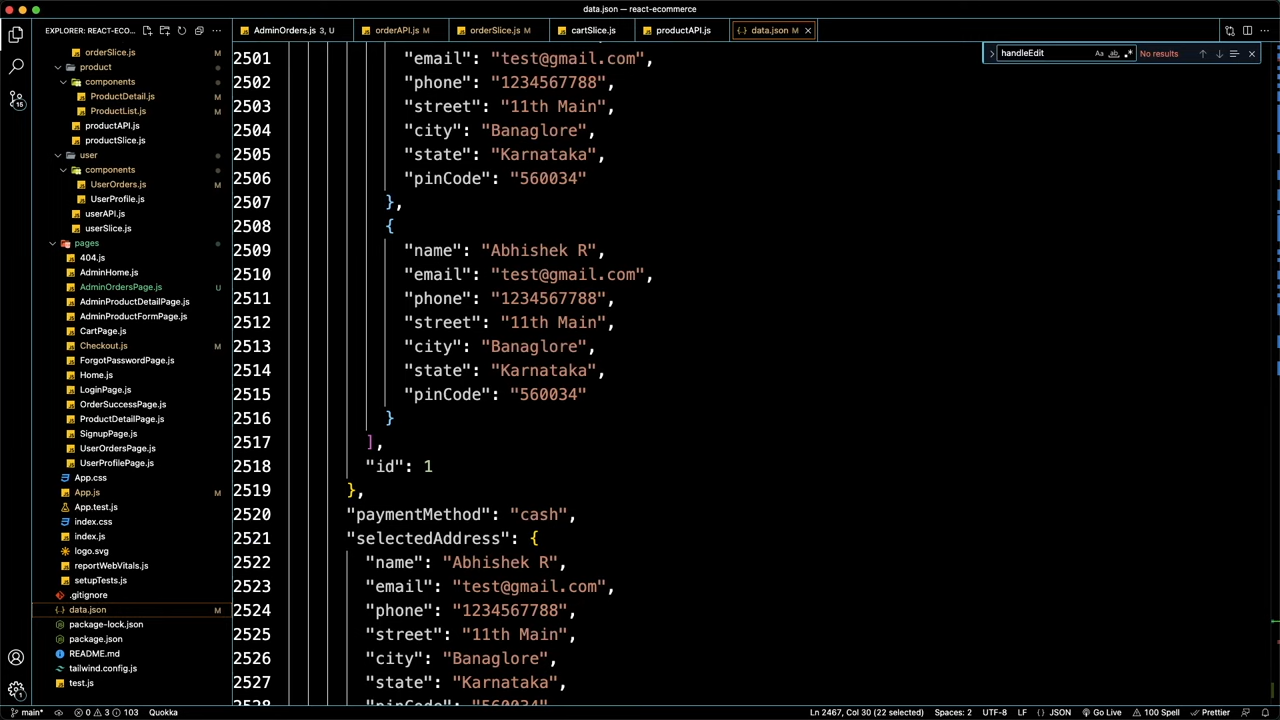 data.json — react-ecommerce
EXPLORER: REACT-ECO...
AdminOrders.js 3, U
orderAPI.js M
orderSlice.js M
cartSlice.js
productAPI.js
data.json M
handleEdit
Aa
ab
No results
orderSlice.js M
product
components
ProductDetail.js M
ProductList.js M
productAPI.js
productSlice.js
user
components
UserOrders.js M
UserProfile.js
userAPI.js
userSlice.js
pages
404.js
AdminHome.js
AdminOrdersPage.js U
AdminProductDetailPage.js
AdminProductFormPage.js
CartPage.js
Checkout.js M
ForgotPasswordPage.js
Home.js
LoginPage.js
OrderSuccessPage.js
ProductDetailPage.js
SignupPage.js
UserOrdersPage.js
UserProfilePage.js
App.css
App.js M
App.test.js
index.css
index.js
logo.svg
reportWebVitals.js
setupTests.js
.gitignore
data.json M
package-lock.json
package.json
README.md
tailwind.config.js
test.js
15
1
2501 "email": "test@gmail.com",
2502 "phone": "1234567788",
2503 "street": "11th Main",
2504 "city": "Banaglore",
2505 "state": "Karnataka",
2506 "pinCode": "560034"
2507 },
2508 {
2509 "name": "Abhishek R",
2510 "email": "test@gmail.com",
2511 "phone": "1234567788",
2512 "street": "11th Main",
2513 "city": "Banaglore",
2514 "state": "Karnataka",
2515 "pinCode": "560034"
2516 }
2517 ],
2518 "id": 1
2519 },
2520 "paymentMethod": "cash",
2521 "selectedAddress": {
2522 "name": "Abhishek R",
2523 "email": "test@gmail.com",
2524 "phone": "1234567788",
2525 "street": "11th Main",
2526 "city": "Banaglore",
2527 "state": "Karnataka",
2528 "pinCode": "560034"
main* 0 3 103 Quokka
Ln 2467, Col 30 (22 selected) Spaces: 2 UTF-8 LF {} JSON Go Live 100 Spell Prettier